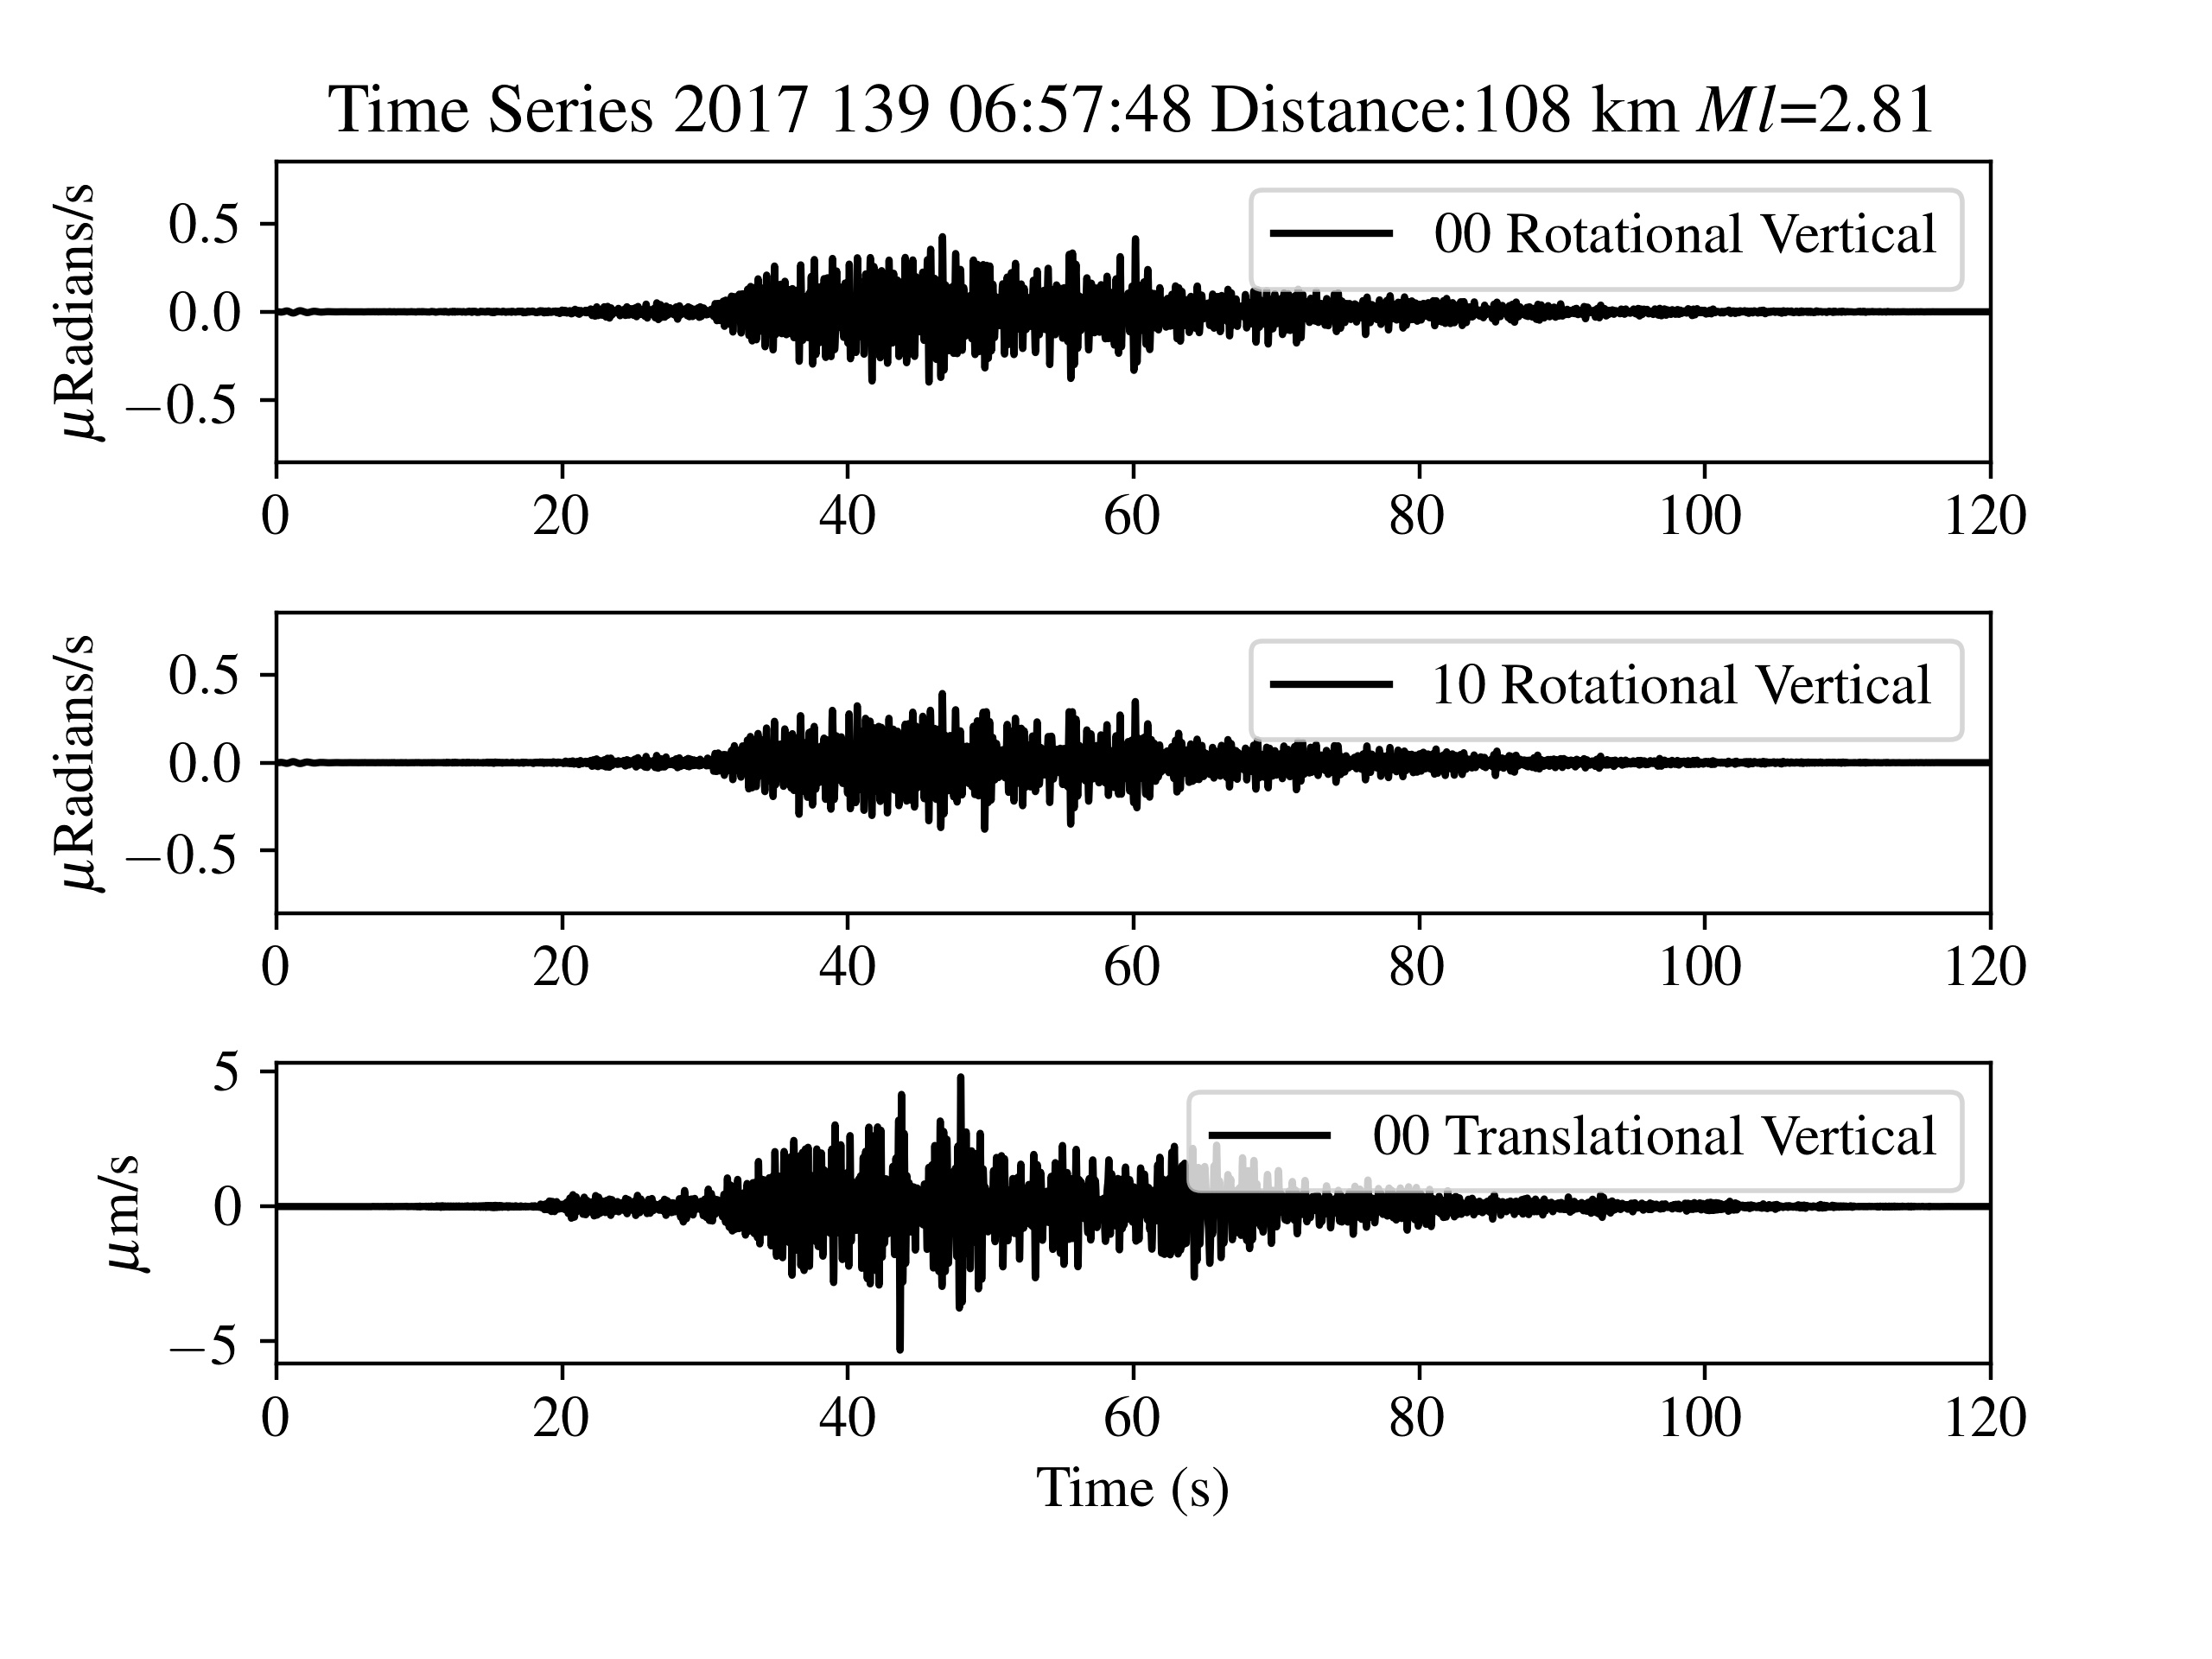 Time Series 2017 139 06:57:48 Distance:108 km Ml=2.81
µRadians/s
0.5
0.0
−0.5
00 Rotational Vertical
0 20 40 60 80 100 120
µRadians/s
0.5
0.0
−0.5
10 Rotational Vertical
0 20 40 60 80 100 120
µm/s
5
0
−5
00 Translational Vertical
0 20 40 60 80 100 120
Time (s)